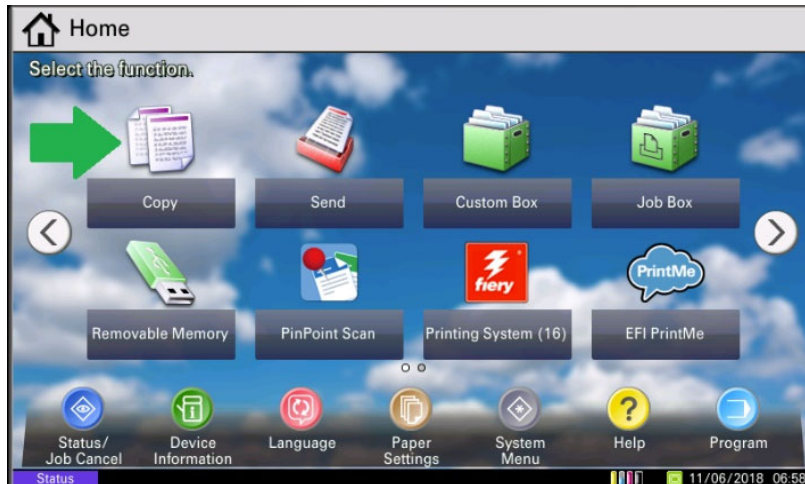 Home
Select the function.
Copy
Send
Custom Box
Job Box
Removable Memory
PinPoint Scan
fiery
Printing System (16)
PrintMe
EFI PrintMe
Status/
Job Cancel
Device
Information
Language
Paper
Settings
System
Menu
Help
Program
Status
11/06/2018 06:58